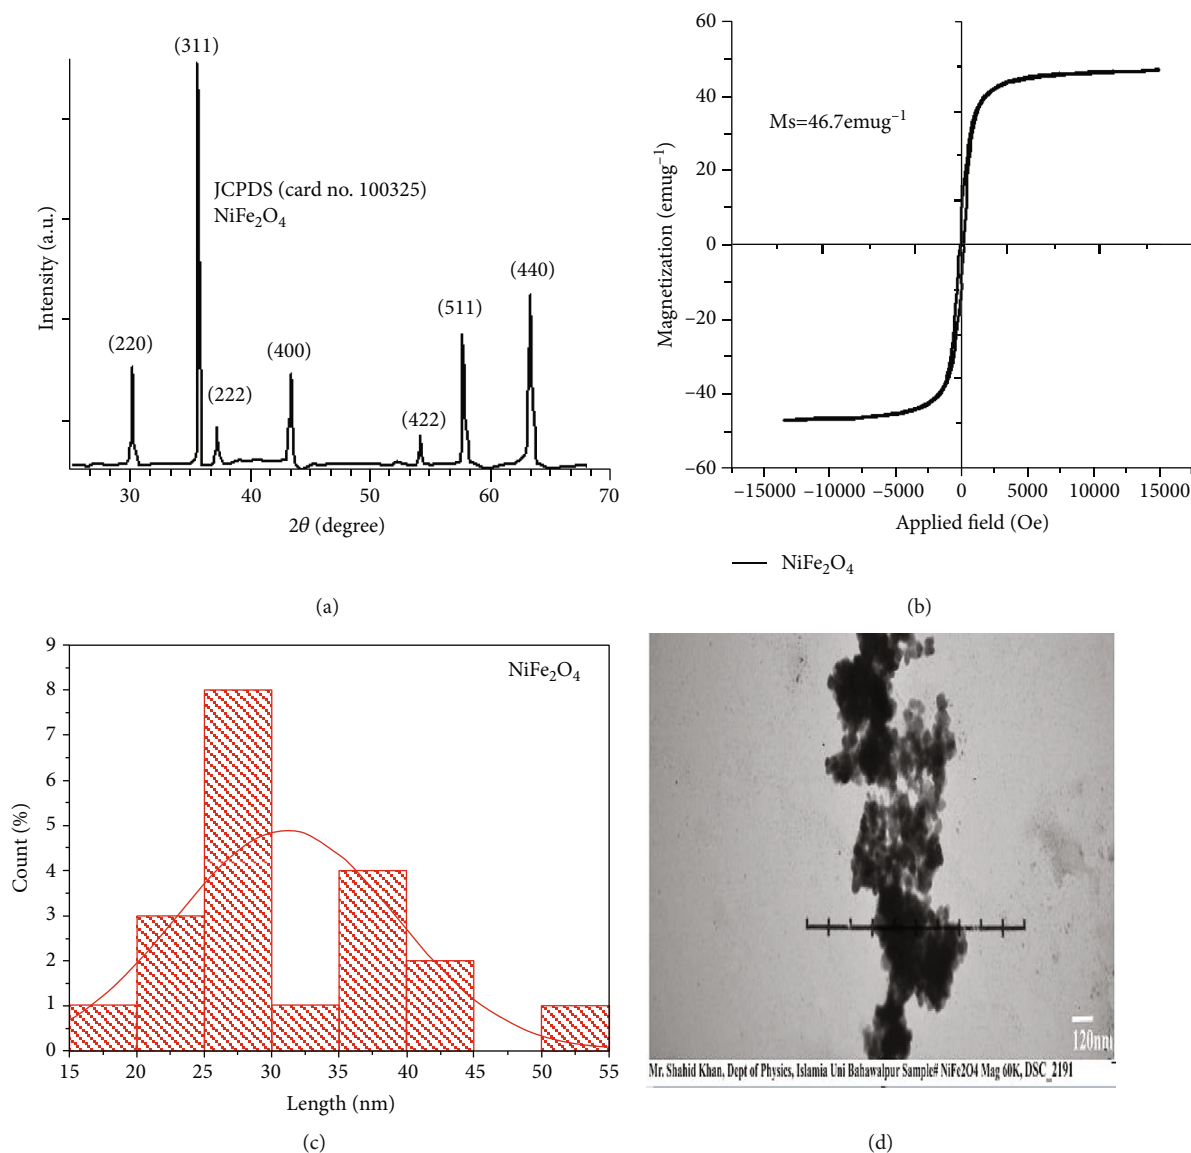 (311)
JCPDS (card no. 100325)
NiFe₂O₄
(440)
(511)
(220)
(400)
(222)
(422)
Intensity (a.u.)
30 40 50 60 70
2θ (degree)
(a)
60
40
20
0
−20
−40
−60
Ms=46.7emug⁻¹
Magnetization (emug⁻¹)
−15000 −10000 −5000 0 5000 10000 15000
Applied field (Oe)
NiFe₂O₄
(b)
9
8
7
6
5
4
3
2
1
0
NiFe₂O₄
Count (%)
15 20 25 30 35 40 45 50 55
Length (nm)
(c)
120nm
Mr. Shahid Khan, Dept of Physics, Islamia Uni Bahawalpur Sample# NiFe2O4 Mag 60K, DSC_2191
(d)